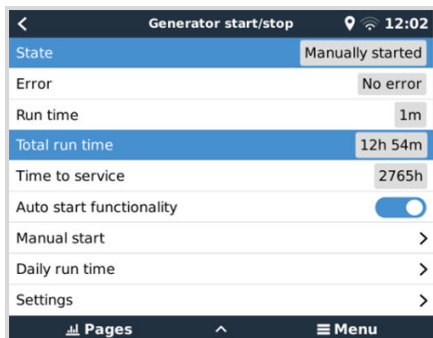 Generator start/stop 12:02
State Manually started
Error No error
Run time 1m
Total run time 12h 54m
Time to service 2765h
Auto start functionality
Manual start
Daily run time
Settings
Pages Menu